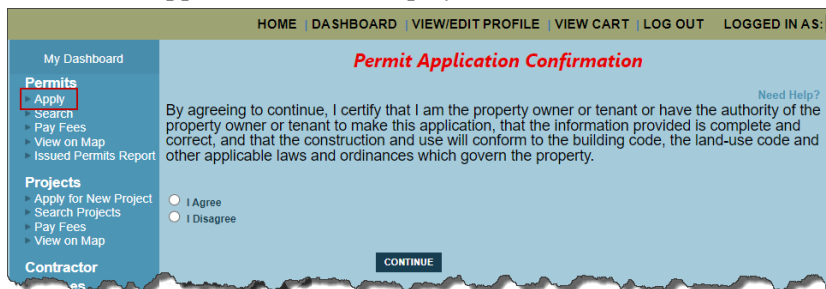 HOME | DASHBOARD | VIEW/EDIT PROFILE | VIEW CART | LOG OUT LOGGED IN AS:
My Dashboard
Permits
Apply
Search
Pay Fees
View on Map
Issued Permits Report
Projects
Apply for New Project
Search Projects
Pay Fees
View on Map
Contractor
Permit Application Confirmation
Need Help?
By agreeing to continue, I certify that I am the property owner or tenant or have the authority of the
property owner or tenant to make this application, that the information provided is complete and
correct, and that the construction and use will conform to the building code, the land-use code and
other applicable laws and ordinances which govern the property.
I Agree
I Disagree
CONTINUE